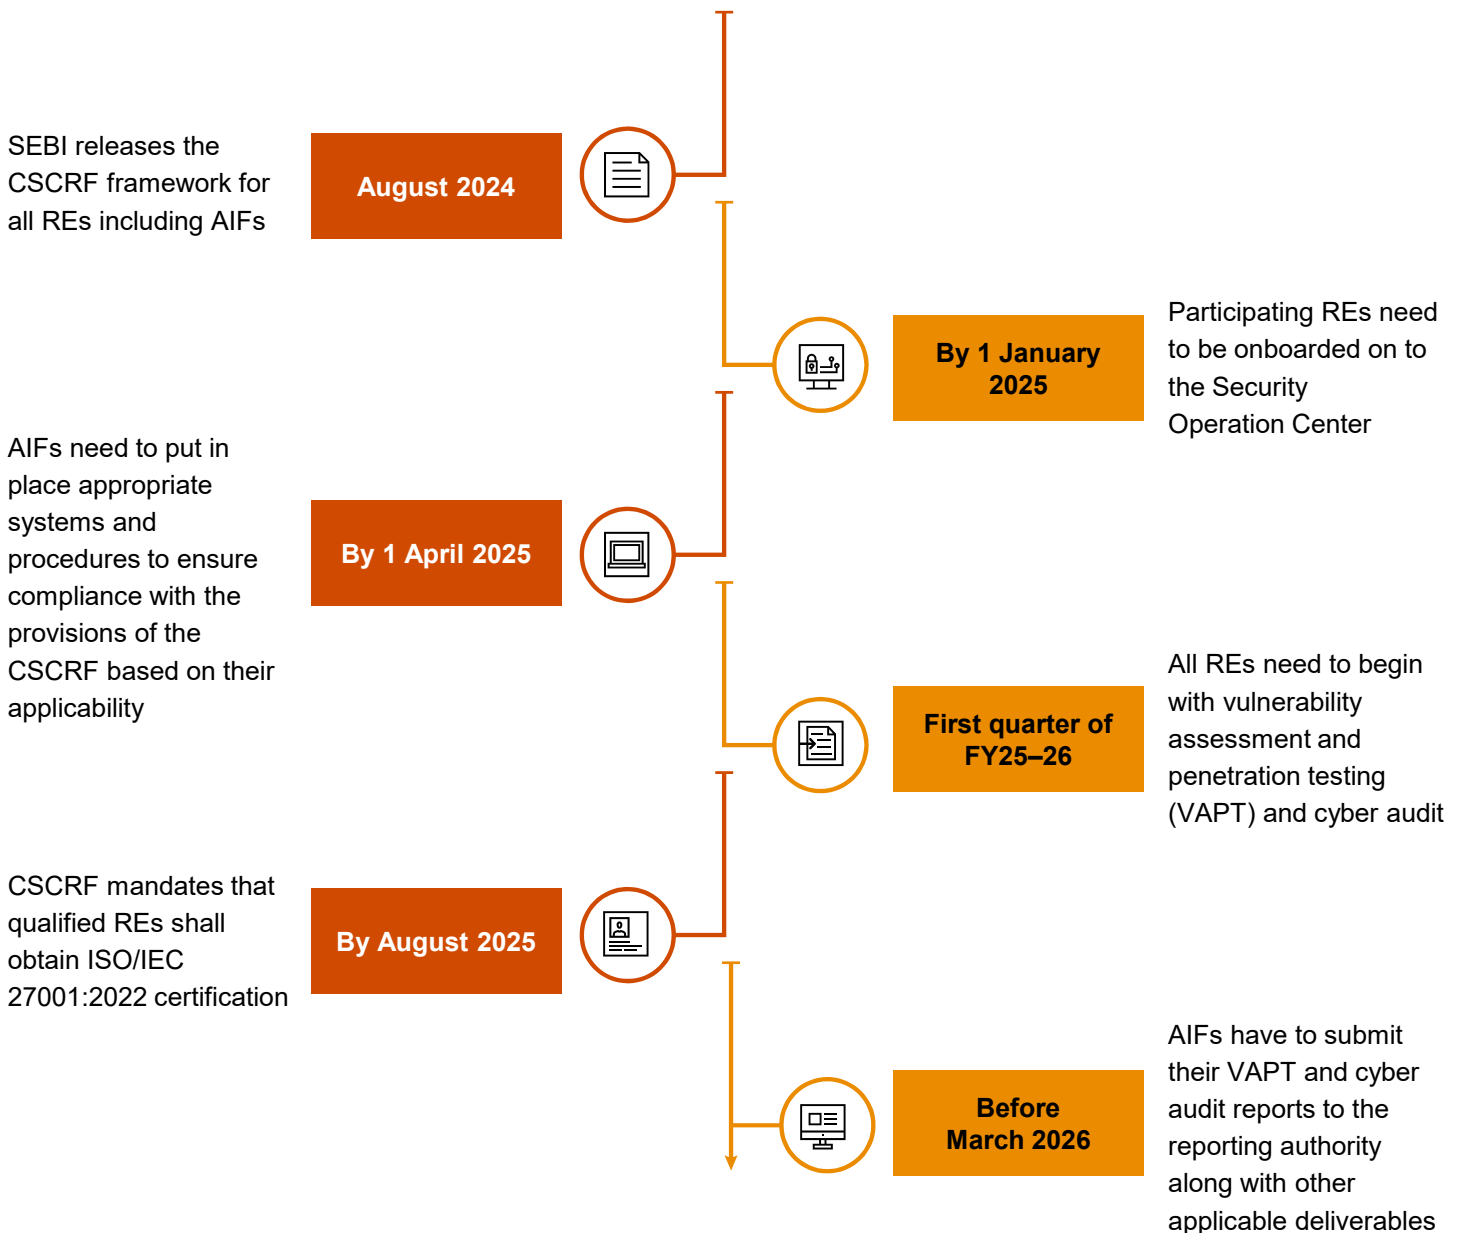 SEBI releases the
CSCRF framework for
all REs including AIFs
August 2024
By 1 January
2025
Participating REs need
to be onboarded on to
the Security
Operation Center
AIFs need to put in
place appropriate
systems and
procedures to ensure
compliance with the
provisions of the
CSCRF based on their
applicability
By 1 April 2025
First quarter of
FY25–26
All REs need to begin
with vulnerability
assessment and
penetration testing
(VAPT) and cyber audit
CSCRF mandates that
qualified REs shall
obtain ISO/IEC
27001:2022 certification
By August 2025
Before
March 2026
AIFs have to submit
their VAPT and cyber
audit reports to the
reporting authority
along with other
applicable deliverables